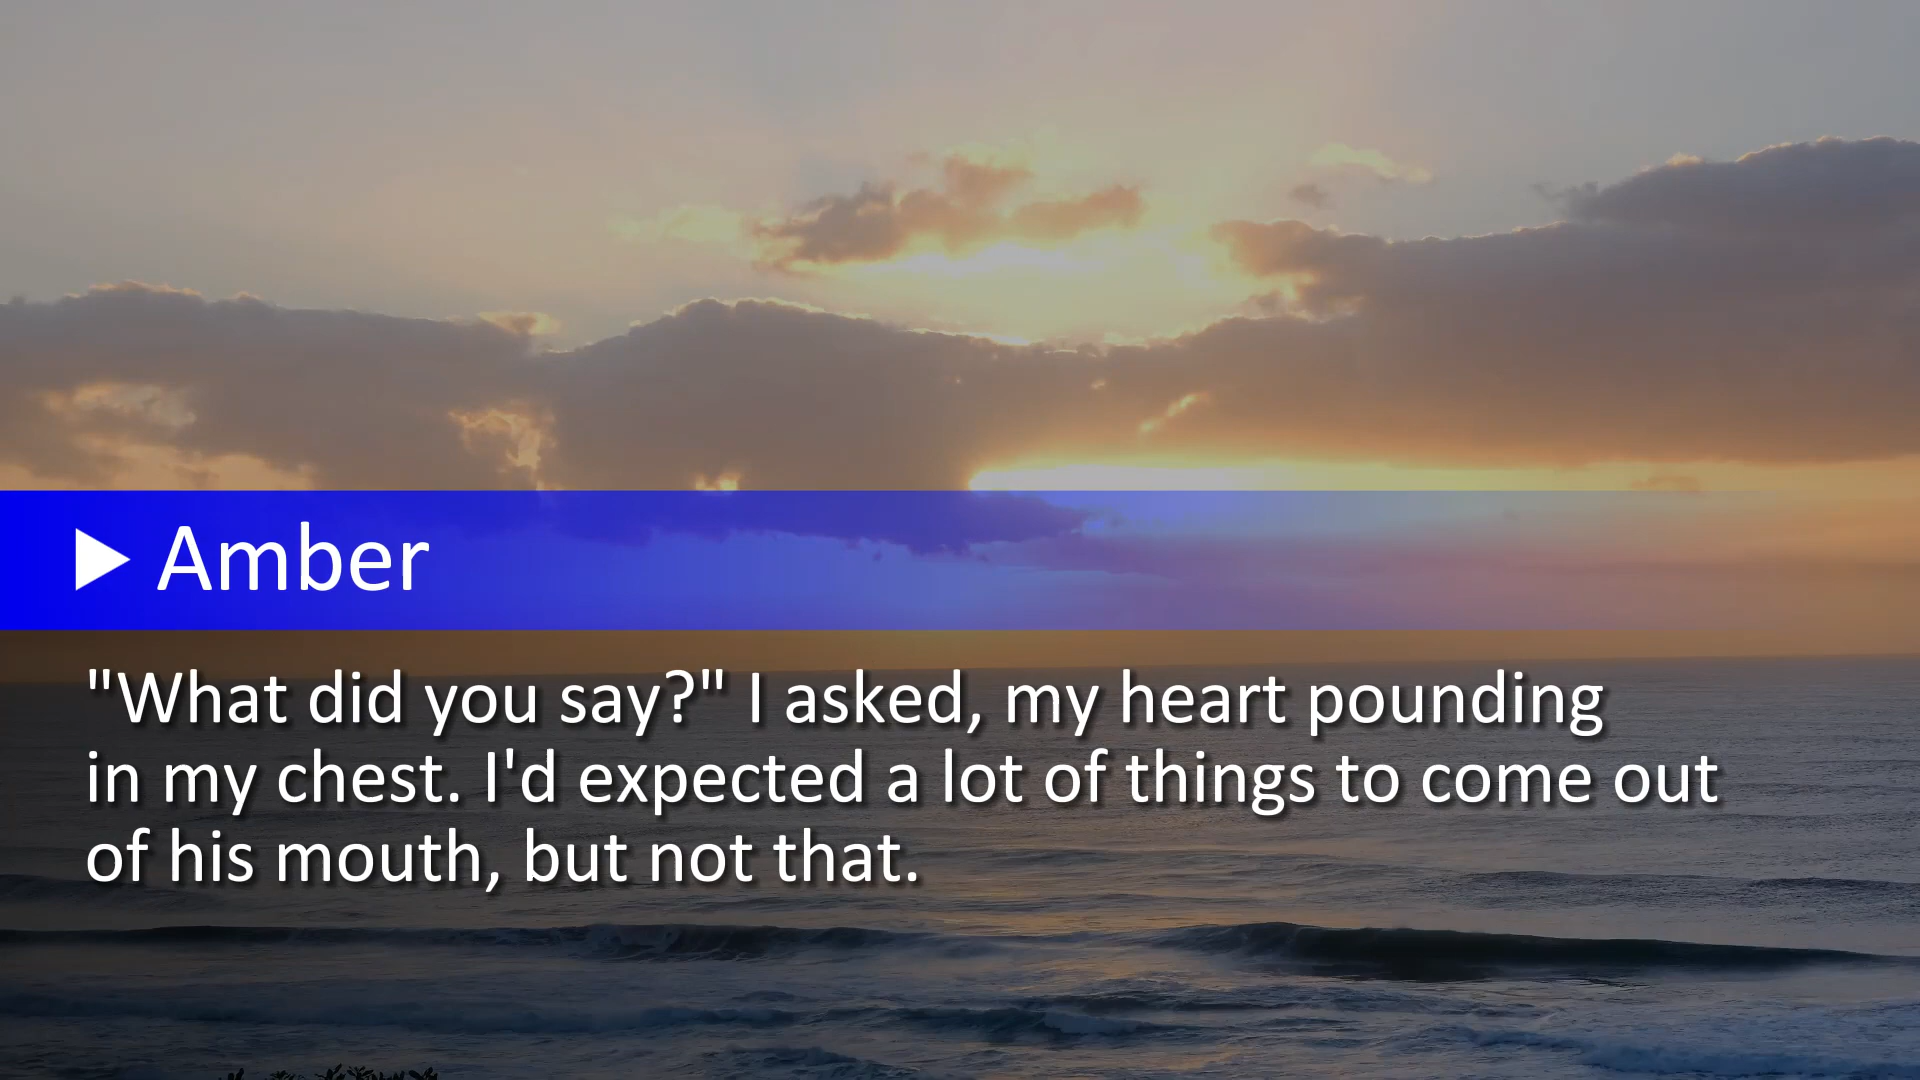 Amber
"What did you say?" I asked, my heart pounding
in my chest. I'd expected a lot of things to come out
of his mouth, but not that.